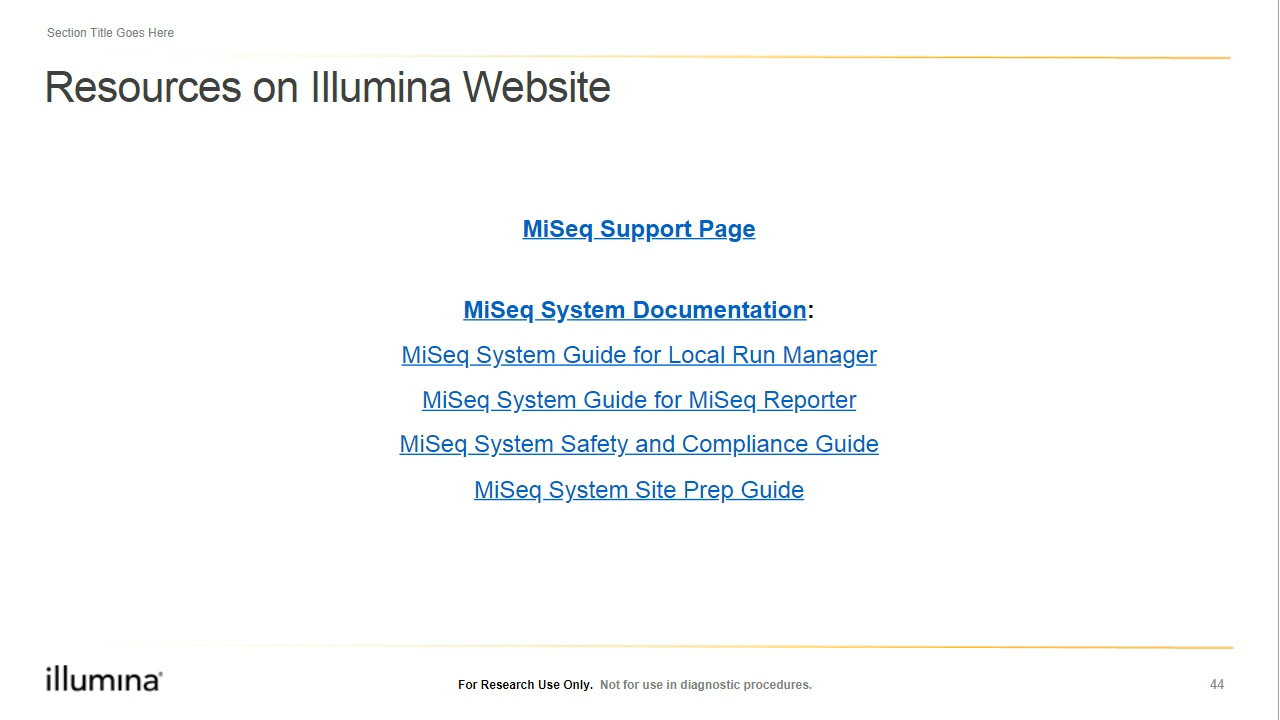 Section Title Goes Here
Resources on Illumina Website
MiSeq Support Page
MiSeq System Documentation:
MiSeq System Guide for Local Run Manager
MiSeq System Guide for MiSeq Reporter
MiSeq System Safety and Compliance Guide
MiSeq System Site Prep Guide
illumina®
For Research Use Only. Not for use in diagnostic procedures.
44